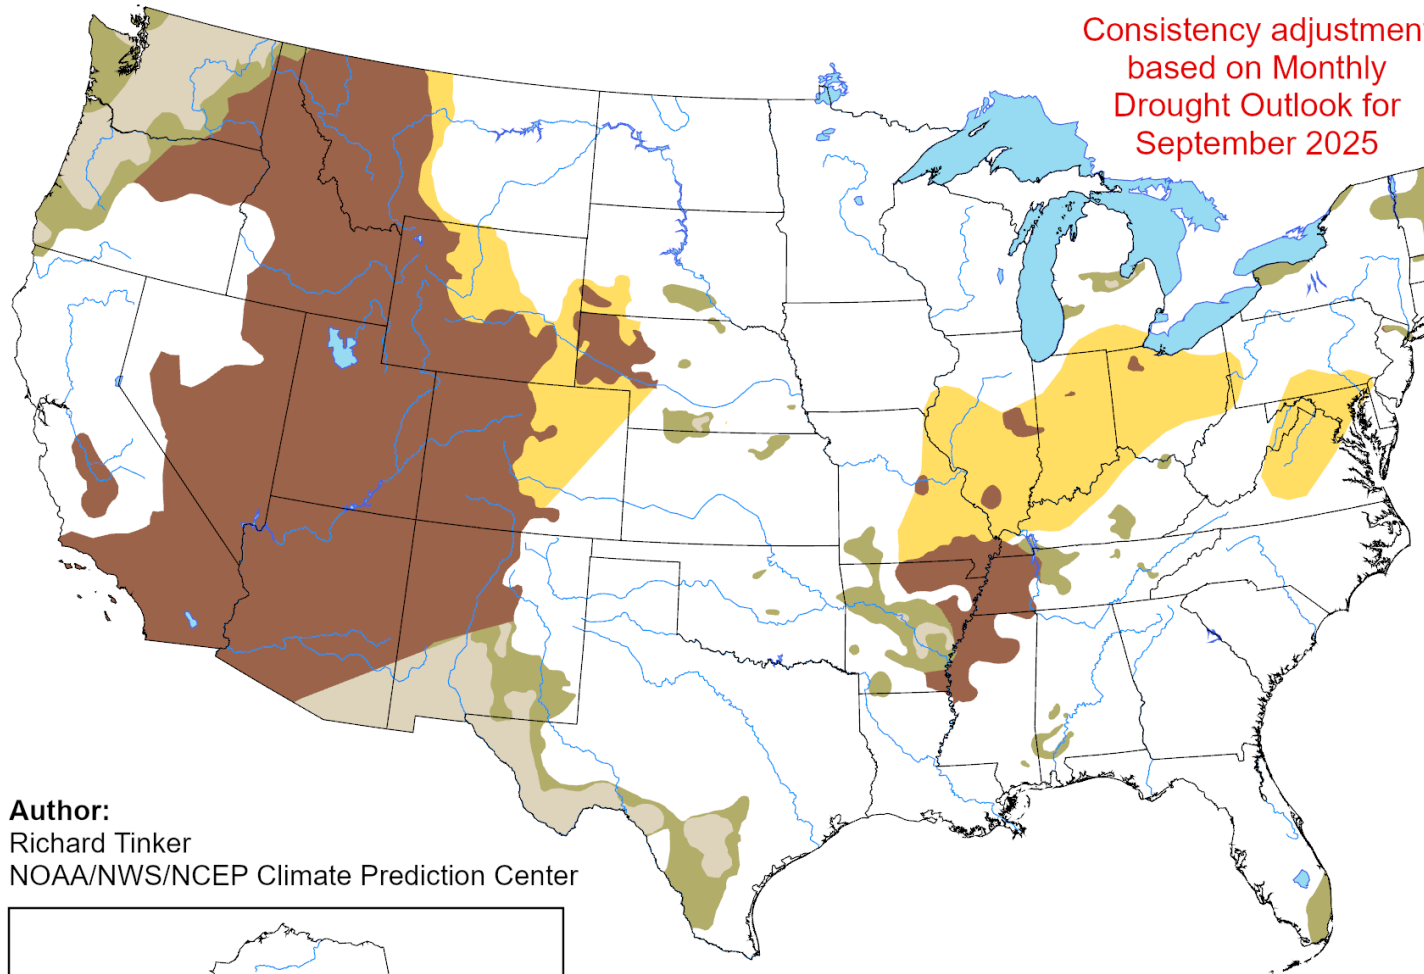 Consistency adjustmen
based on Monthly
Drought Outlook for
September 2025
Author:
Richard Tinker
NOAA/NWS/NCEP Climate Prediction Center